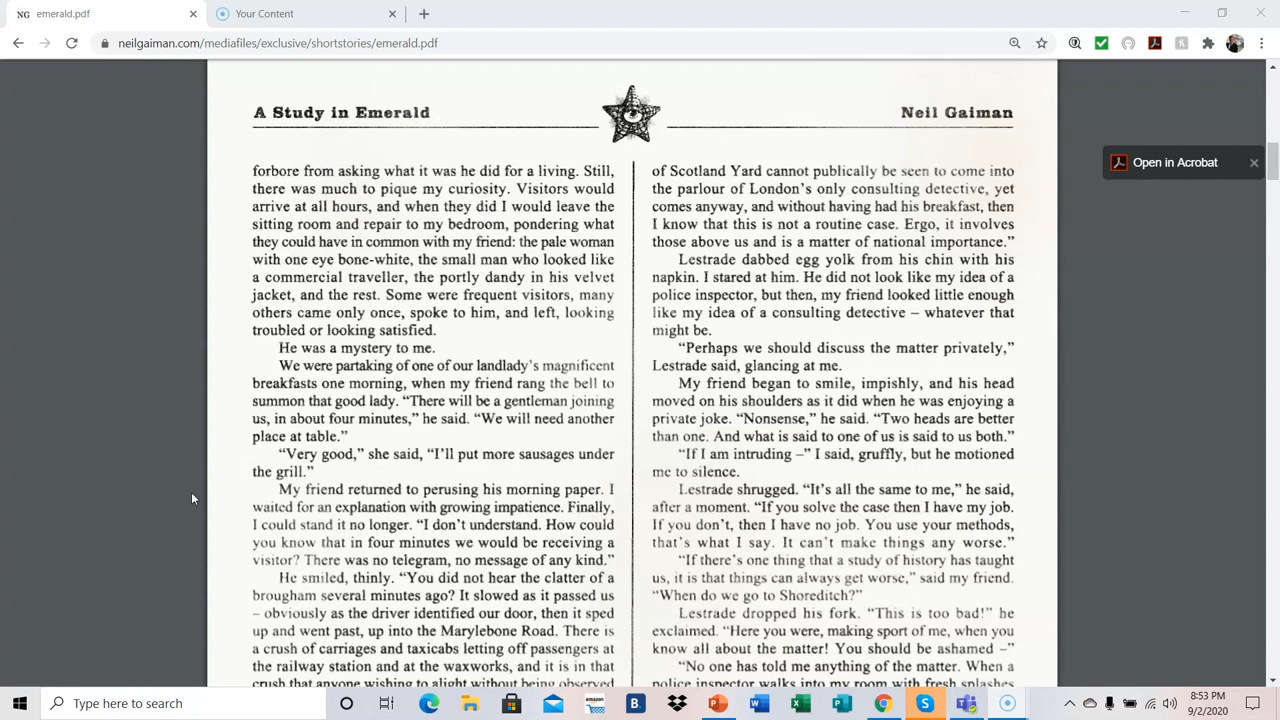 NG emerald.pdf
Your Content
neilgaiman.com/mediafiles/exclusive/shortstories/emerald.pdf
A Study in Emerald
Neil Gaiman
Open in Acrobat
forbore from asking what it was he did for a living. Still,
there was much to pique my curiosity. Visitors would
arrive at all hours, and when they did I would leave the
sitting room and repair to my bedroom, pondering what
they could have in common with my friend: the pale woman
with one eye bone-white, the small man who looked like
a commercial traveller, the portly dandy in his velvet
jacket, and the rest. Some were frequent visitors, many
others came only once, spoke to him, and left, looking
troubled or looking satisfied.
He was a mystery to me.
We were partaking of one of our landlady's magnificent
breakfasts one morning, when my friend rang the bell to
summon that good lady. “There will be a gentleman joining
us, in about four minutes,” he said. “We will need another
place at table.”
“Very good,” she said, “I'll put more sausages under
the grill.”
My friend returned to perusing his morning paper. I
waited for an explanation with growing impatience. Finally,
I could stand it no longer. “I don't understand. How could
you know that in four minutes we would be receiving a
visitor? There was no telegram, no message of any kind.”
He smiled, thinly. “You did not hear the clatter of a
brougham several minutes ago? It slowed as it passed us
– obviously as the driver identified our door, then it sped
up and went past, up into the Marylebone Road. There is
a crush of carriages and taxicabs letting off passengers at
the railway station and at the waxworks, and it is in that
crush that anyone wishing to alight without being observed
of Scotland Yard cannot publically be seen to come into
the parlour of London's only consulting detective, yet
comes anyway, and without having had his breakfast, then
I know that this is not a routine case. Ergo, it involves
those above us and is a matter of national importance.”
Lestrade dabbed egg yolk from his chin with his
napkin. I stared at him. He did not look like my idea of a
police inspector, but then, my friend looked little enough
like my idea of a consulting detective – whatever that
might be.
“Perhaps we should discuss the matter privately,”
Lestrade said, glancing at me.
My friend began to smile, impishly, and his head
moved on his shoulders as it did when he was enjoying a
private joke. “Nonsense,” he said. “Two heads are better
than one. And what is said to one of us is said to us both.”
“If I am intruding –” I said, gruffly, but he motioned
me to silence.
Lestrade shrugged. “It's all the same to me,” he said,
after a moment. “If you solve the case then I have my job.
If you don't, then I have no job. You use your methods,
that's what I say. It can't make things any worse.”
“If there's one thing that a study of history has taught
us, it is that things can always get worse,” said my friend.
“When do we go to Shoreditch?”
Lestrade dropped his fork. “This is too bad!” he
exclaimed. “Here you were, making sport of me, when you
know all about the matter! You should be ashamed –”
“No one has told me anything of the matter. When a
police inspector walks into my room with fresh splashes
Type here to search
amazon
B.
8:53 PM
9/2/2020